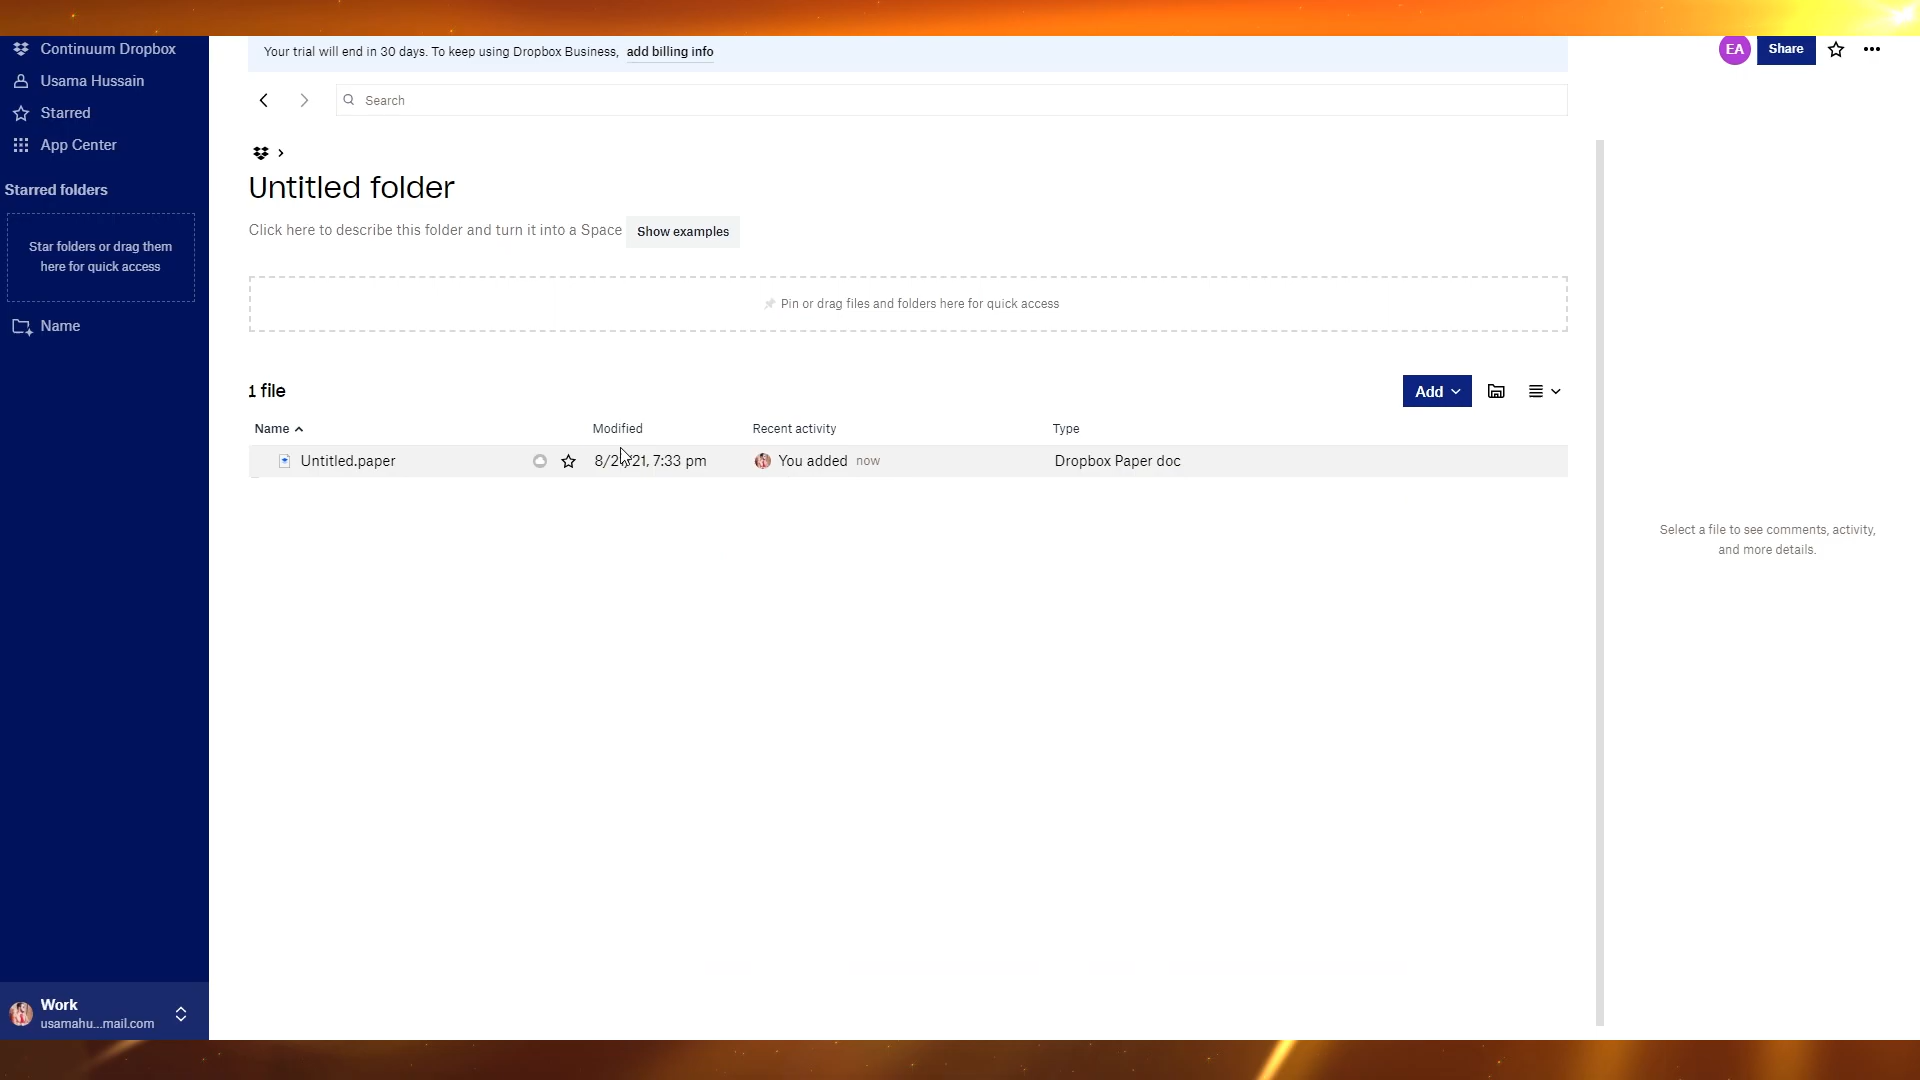 Continuum Dropbox
Usama Hussain
Starred
App Center
Starred folders
Star folders or drag them
here for quick access
Name
Work
usamahu...mail.com
Your trial will end in 30 days. To keep using Dropbox Business, add billing info
EA
Share
Search
Untitled folder
Click here to describe this folder and turn it into a Space
Show examples
Pin or drag files and folders here for quick access
1 file
Add
Name Modified Recent activity Type
Untitled.paper 21, 7:33 pm You added now Dropbox Paper doc
Select a file to see comments, activity,
and more details.